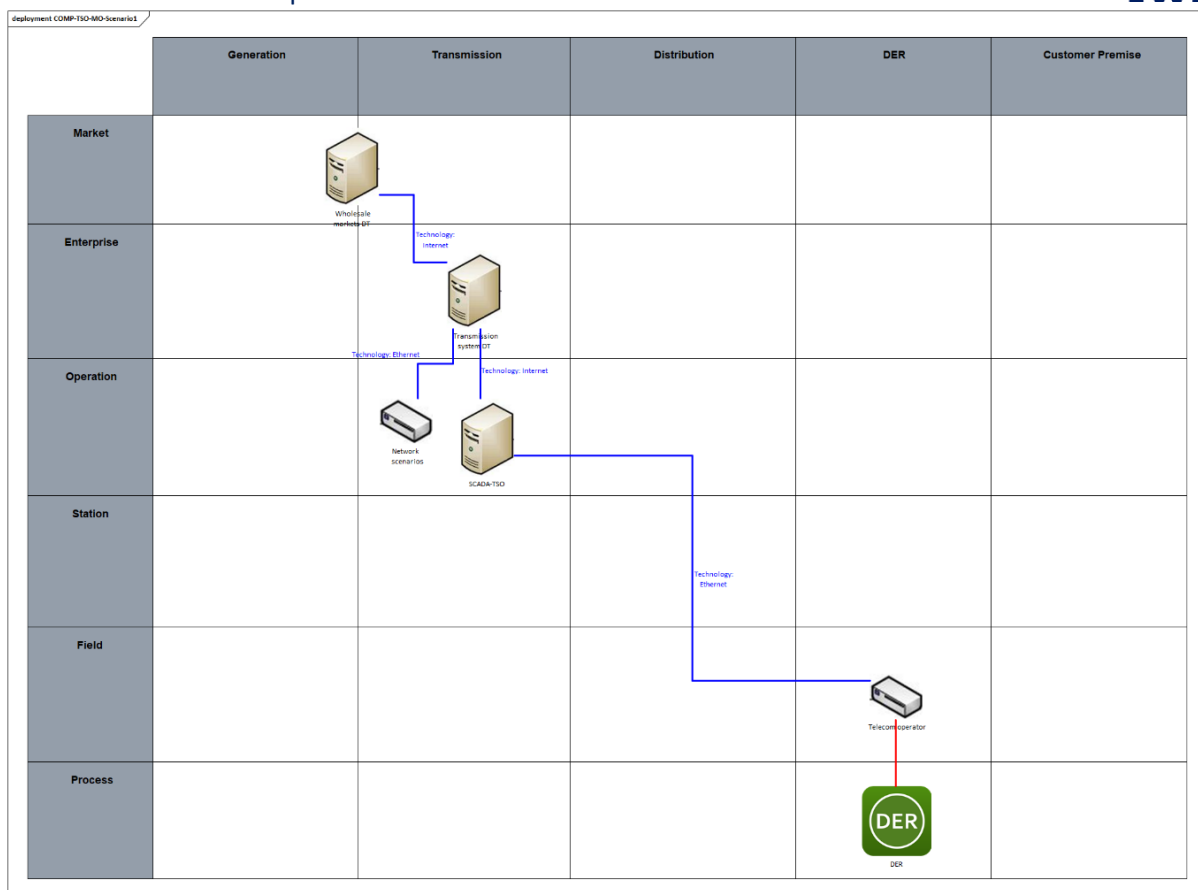 deployment COMP-TSO-MO-Scenario1
Generation
Transmission
Distribution
DER
Customer Premise
Market
Wholesale
markets DT
Enterprise
Technology:
Internet
Transmission
system DT
Technology: Ethernet
Operation
Technology: Internet
Network
scenarios
SCADA-TSO
Station
Technology:
Ethernet
Field
Telecom operator
Process
DER
DER